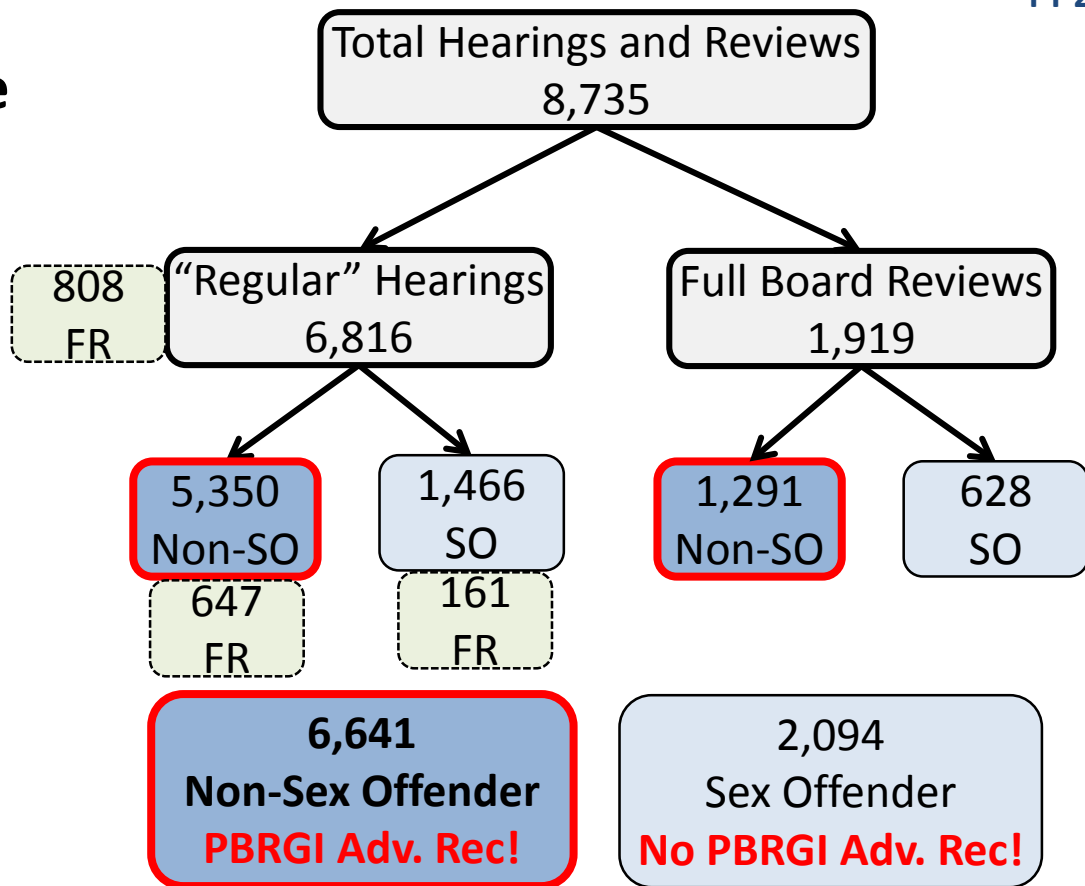 Total Hearings and Reviews
8,735
808
FR
“Regular” Hearings
6,816
Full Board Reviews
1,919
5,350
Non-SO
1,466
SO
1,291
Non-SO
628
SO
647
FR
161
FR
6,641
Non-Sex Offender
PBRGI Adv. Rec!
2,094
Sex Offender
No PBRGI Adv. Rec!